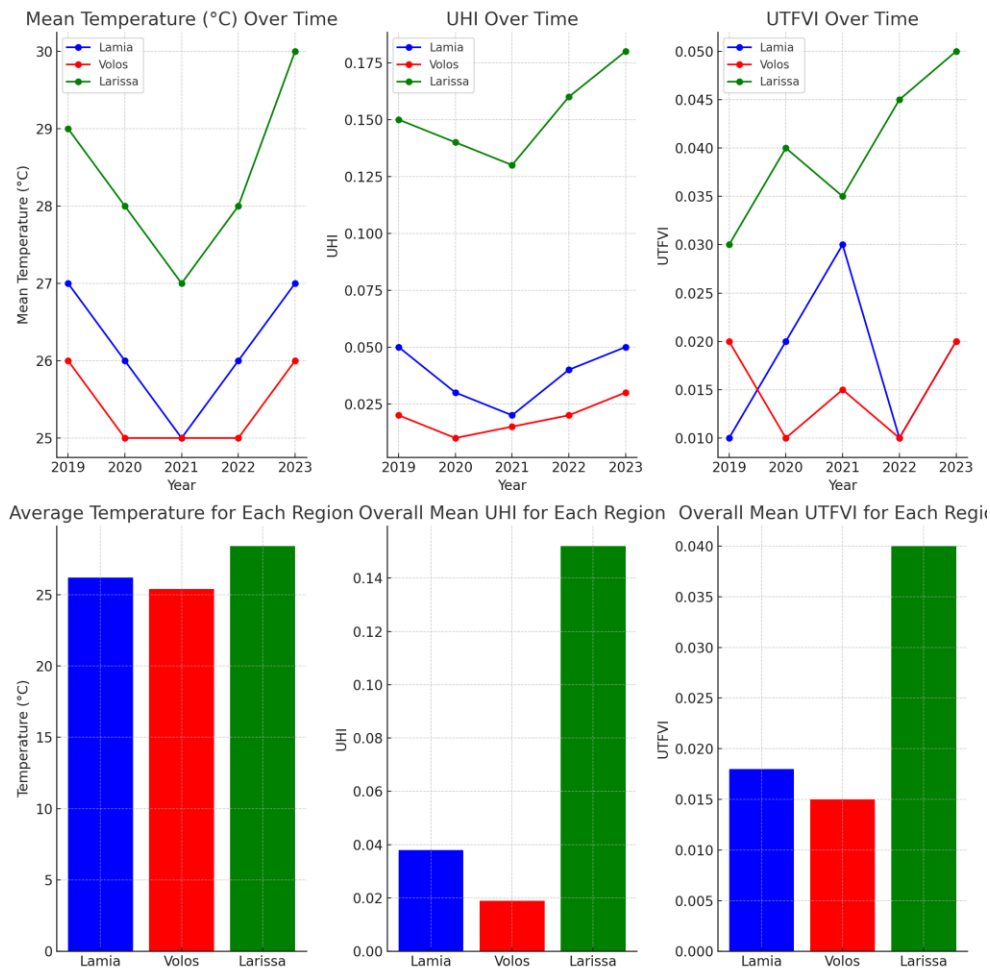 Mean Temperature (°C) Over Time
30
29
28
27
26
25
Mean Temperature (°C)
Lamia
Volos
Larissa
2019 2020 2021 2022 2023
Year
UHI Over Time
0.175
0.150
0.125
0.100
0.075
0.050
0.025
UHI
Lamia
Volos
Larissa
2019 2020 2021 2022 2023
Year
UTFVI Over Time
0.050
0.045
0.040
0.035
0.030
0.025
0.020
0.015
0.010
UTFVI
Lamia
Volos
Larissa
2019 2020 2021 2022 2023
Year
Average Temperature for Each Region
25
20
15
10
5
0
Temperature (°C)
Lamia Volos Larissa
Overall Mean UHI for Each Region
0.14
0.12
0.10
0.08
0.06
0.04
0.02
0.00
UHI
Lamia Volos Larissa
Overall Mean UTFVI for Each Regi
0.040
0.035
0.030
0.025
0.020
0.015
0.010
0.005
0.000
UTFVI
Lamia Volos Larissa